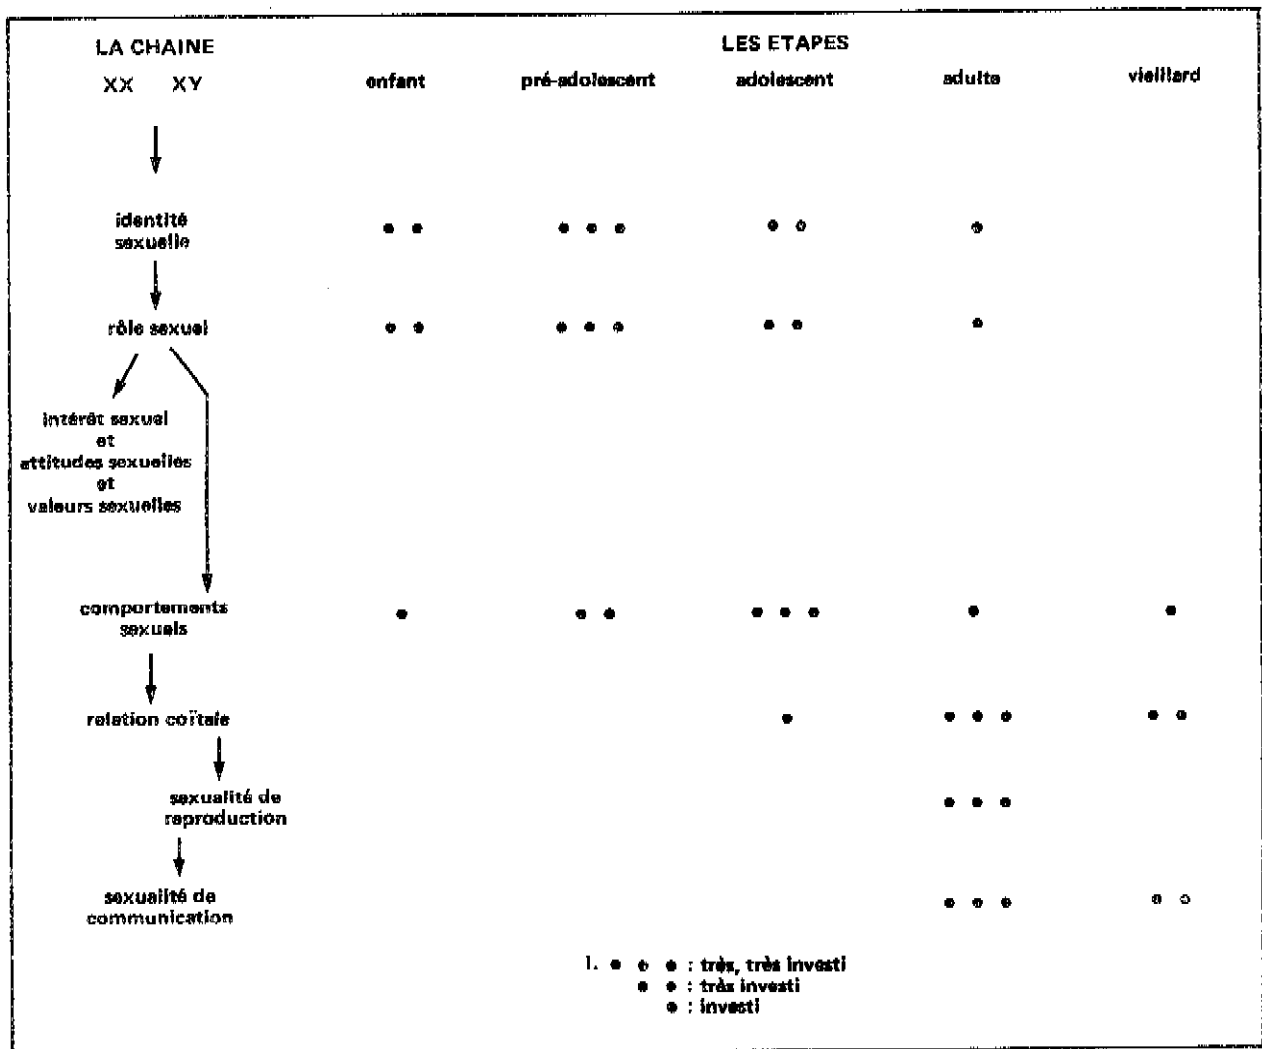 LA CHAINE
LES ETAPES
XX XY
enfant
pré-adolescent
adolescent
adulte
vieillard
identité
sexuelle
rôle sexuel
intérêt sexuel
et
attitudes sexuelles
et
valeurs sexuelles
comportements
sexuels
relation coïtale
sexualité de
reproduction
sexualité de
communication
1. ● ● ● : très, très investi
● ● : très investi
● : investi